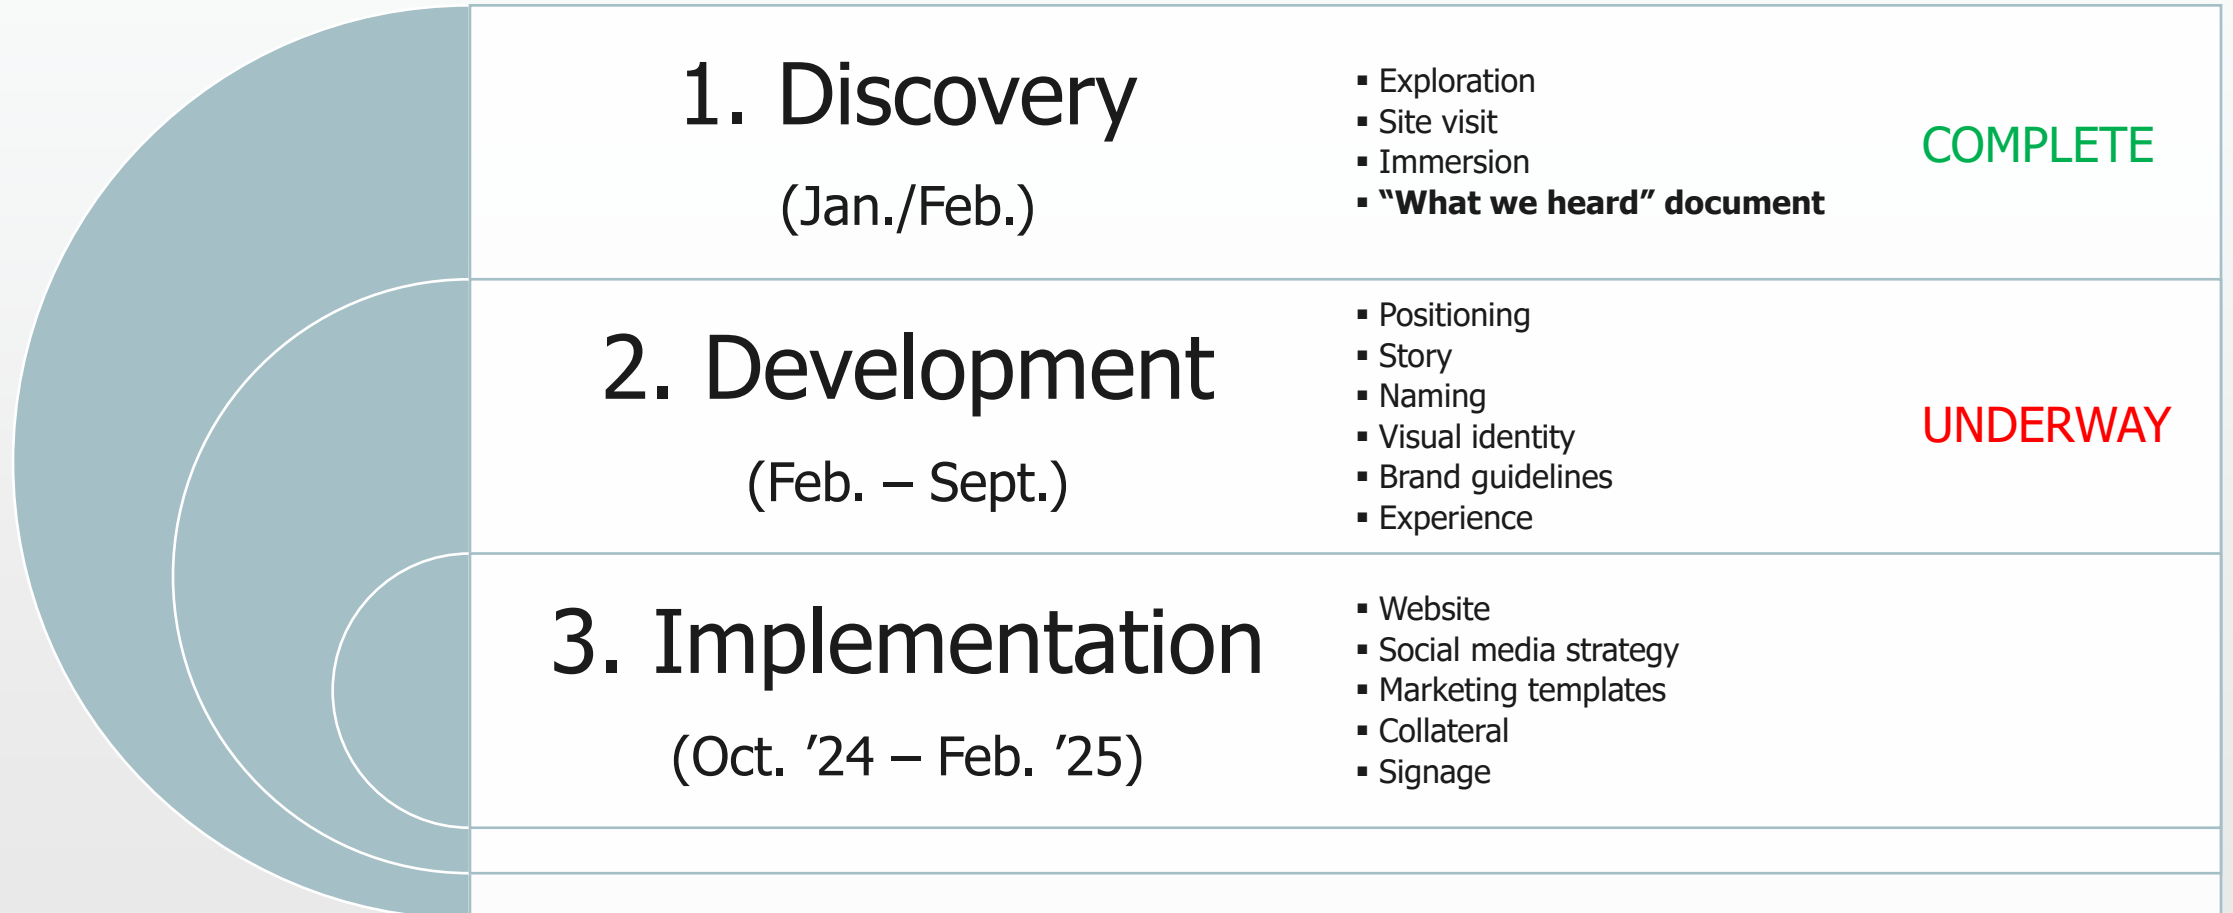 1. Discovery
(Jan./Feb.)
▪ Exploration
▪ Site visit
▪ Immersion
▪ “What we heard” document
COMPLETE
2. Development
(Feb. – Sept.)
▪ Positioning
▪ Story
▪ Naming
▪ Visual identity
▪ Brand guidelines
▪ Experience
UNDERWAY
3. Implementation
(Oct. ’24 – Feb. ’25)
▪ Website
▪ Social media strategy
▪ Marketing templates
▪ Collateral
▪ Signage